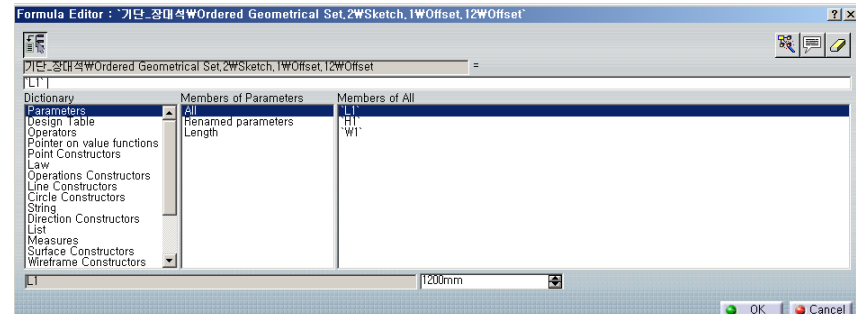 Formula Editor : `기단_장대석₩Ordered Geometrical Set,2₩Sketch,1₩Offset,12₩Offset`
기단_장대석₩Ordered Geometrical Set,2₩Sketch,1₩Offset,12₩Offset =
`L1`
Dictionary Members of Parameters Members of All
Parameters All `L1`
Design Table Renamed parameters `H1`
Operators Length `W1`
Pointer on value functions
Point Constructors
Law
Operations Constructors
Line Constructors
Circle Constructors
String
Direction Constructors
List
Measures
Surface Constructors
Wireframe Constructors
L1 1200mm
OK Cancel